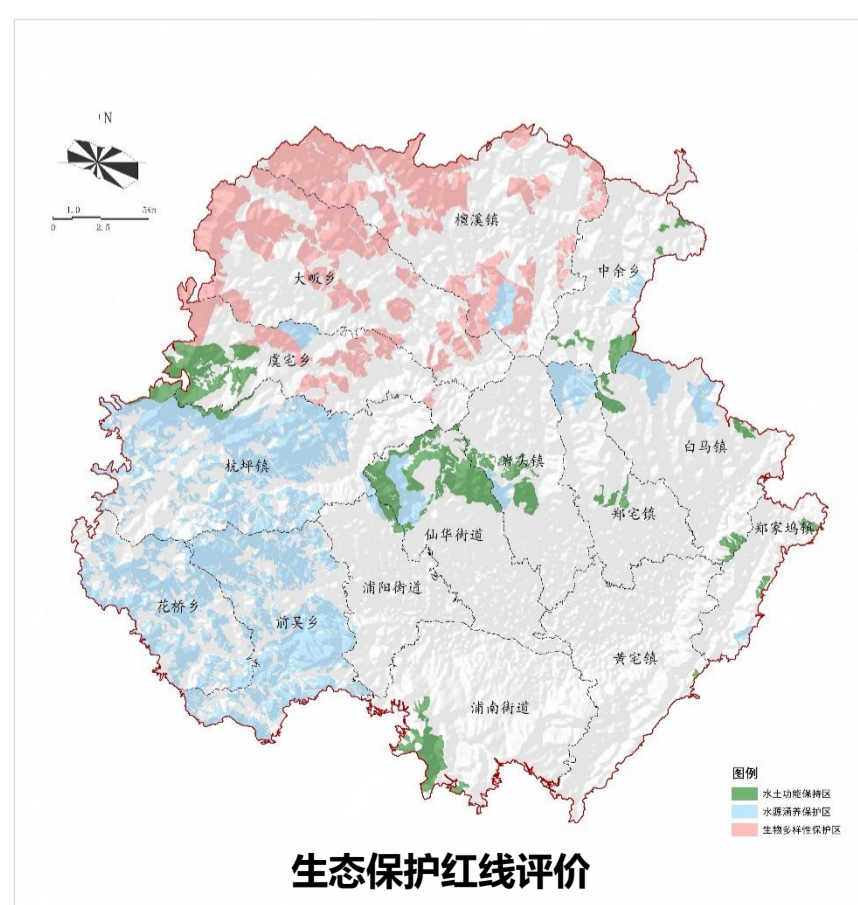 N
1.0 5Km
0 2.5
檀溪镇
中余乡
大畈乡
虞宅乡
白马镇
杭坪镇
岩头镇
郑宅镇
郑家坞镇
仙华街道
浦阳街道
花桥乡
前吴乡
黄宅镇
浦南街道
图例
水土功能保持区
水源涵养保护区
生物多样性保护区
生态保护红线评价